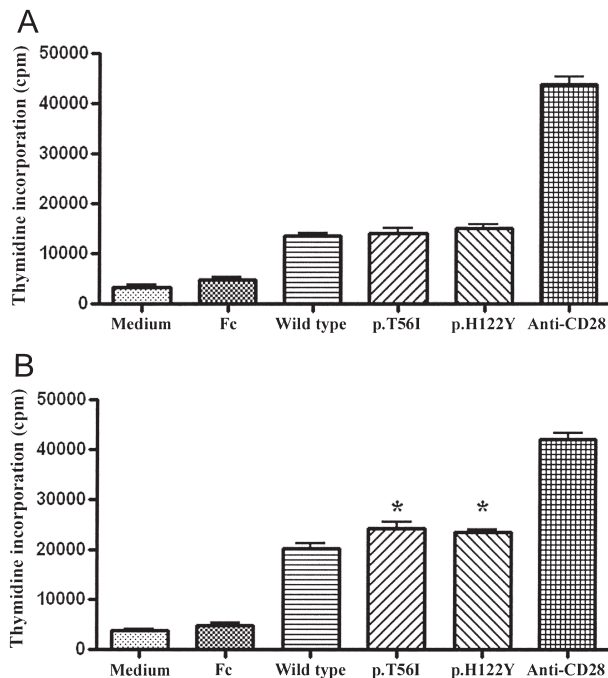 A
Thymidine incorporation (cpm)
50000
40000
30000
20000
10000
0
Medium Fc Wild type p.T56I p.H122Y Anti-CD28
B
Thymidine incorporation (cpm)
50000
40000
30000
20000
10000
0
* *
Medium Fc Wild type p.T56I p.H122Y Anti-CD28